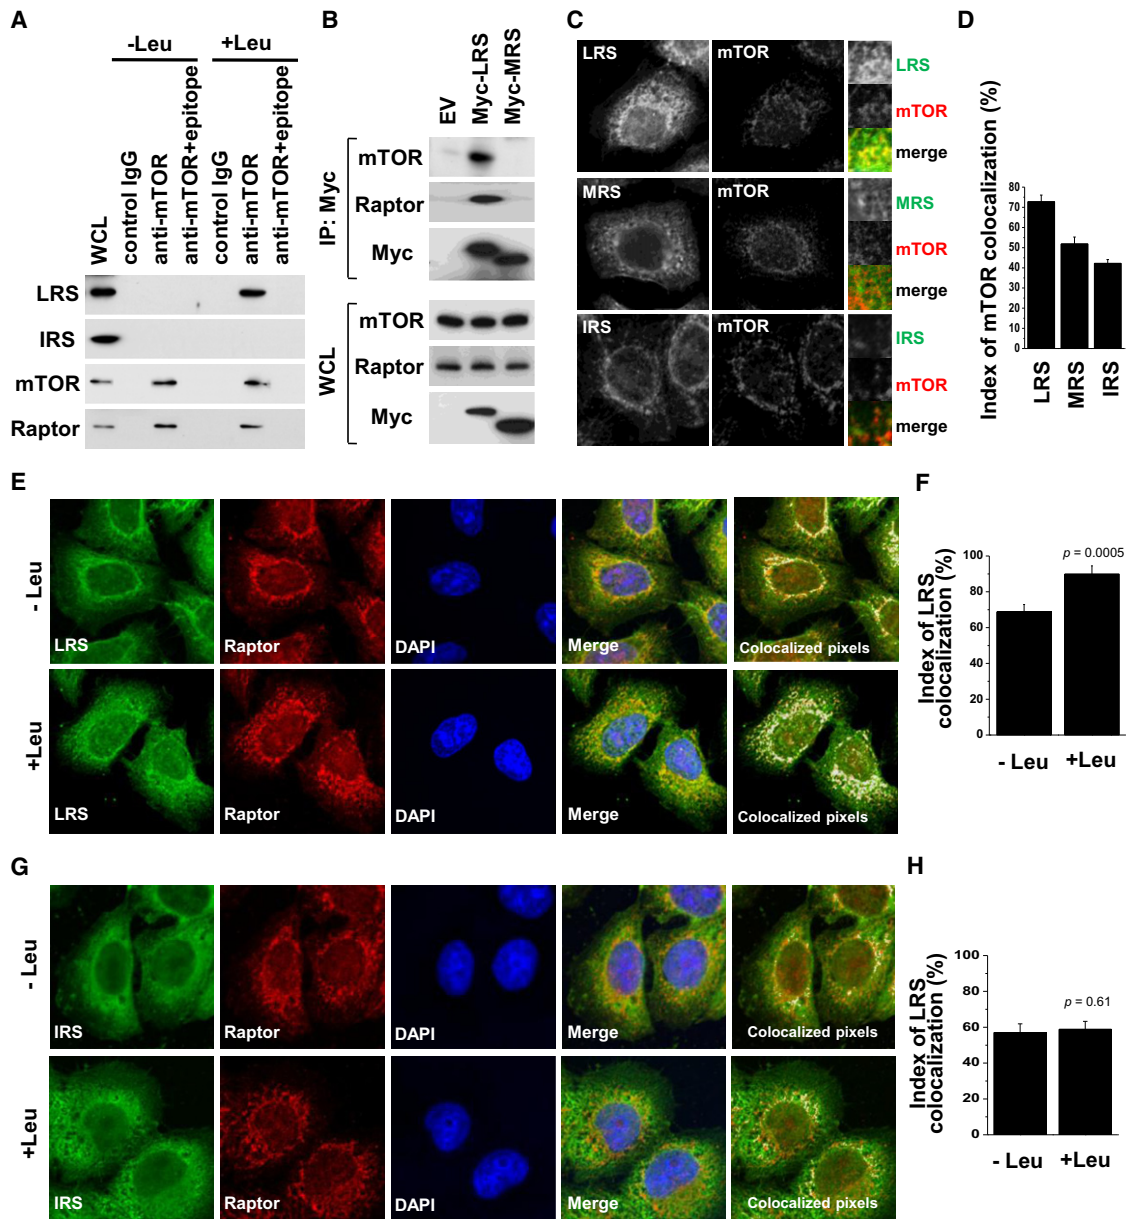 A
-Leu
+Leu
WCL
control IgG
anti-mTOR
anti-mTOR+epitope
control IgG
anti-mTOR
anti-mTOR+epitope
LRS
IRS
mTOR
Raptor
B
EV
Myc-LRS
Myc-MRS
IP: Myc
mTOR
Raptor
Myc
WCL
mTOR
Raptor
Myc
C
LRS
mTOR
LRS
mTOR
merge
MRS
mTOR
MRS
mTOR
merge
IRS
mTOR
IRS
mTOR
merge
D
Index of mTOR colocalization (%)
80
70
60
50
40
30
20
10
0
LRS
MRS
IRS
E
- Leu
LRS
Raptor
DAPI
Merge
Colocalized pixels
+Leu
LRS
Raptor
DAPI
Merge
Colocalized pixels
F
Index of LRS
colocalization (%)
p = 0.0005
100
80
60
40
20
0
- Leu
+Leu
G
- Leu
IRS
Raptor
DAPI
Merge
Colocalized pixels
+Leu
IRS
Raptor
DAPI
Merge
Colocalized pixels
H
Index of LRS
colocalization (%)
p = 0.61
100
80
60
40
20
0
- Leu
+Leu